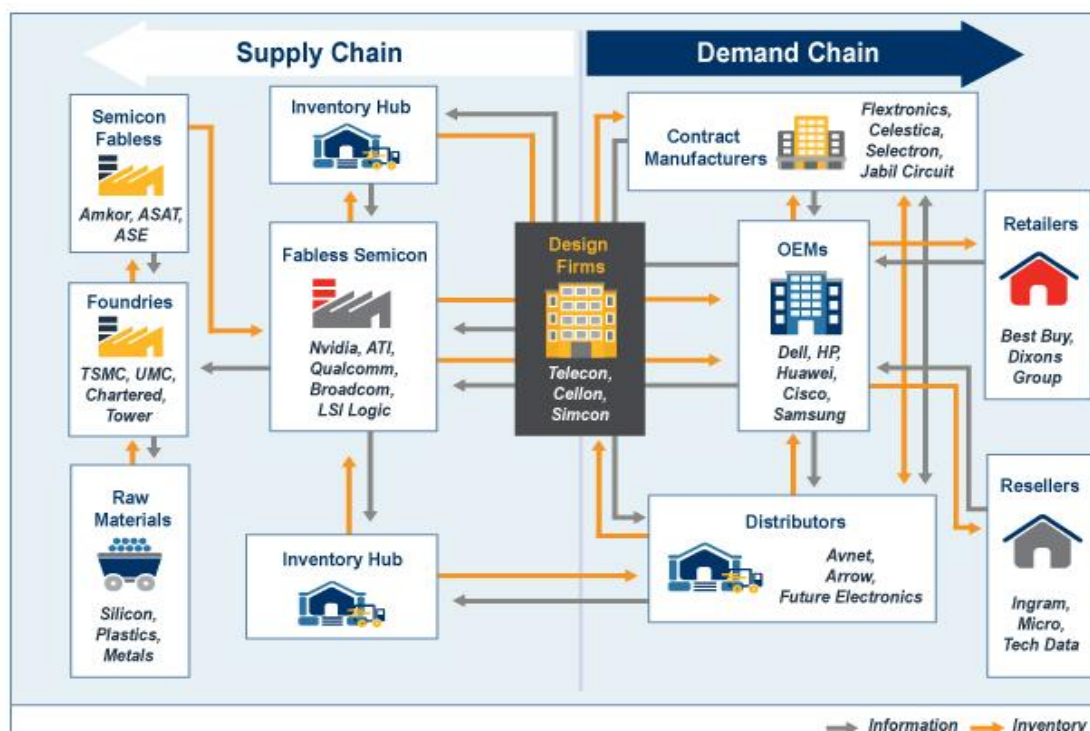 Supply Chain
Demand Chain
Semicon
Fabless
Amkor, ASAT,
ASE
Foundries
TSMC, UMC,
Chartered,
Tower
Raw
Materials
Silicon,
Plastics,
Metals
Inventory Hub
Fabless Semicon
Nvidia, ATI,
Qualcomm,
Broadcom,
LSI Logic
Inventory Hub
Design
Firms
Telecon,
Cellon,
Simcon
Contract
Manufacturers
Flextronics,
Celestica,
Selectron,
Jabil Circuit
OEMs
Dell, HP,
Huawei,
Cisco,
Samsung
Distributors
Avnet,
Arrow,
Future Electronics
Retailers
Best Buy,
Dixons
Group
Resellers
Ingram,
Micro,
Tech Data
Information
Inventory